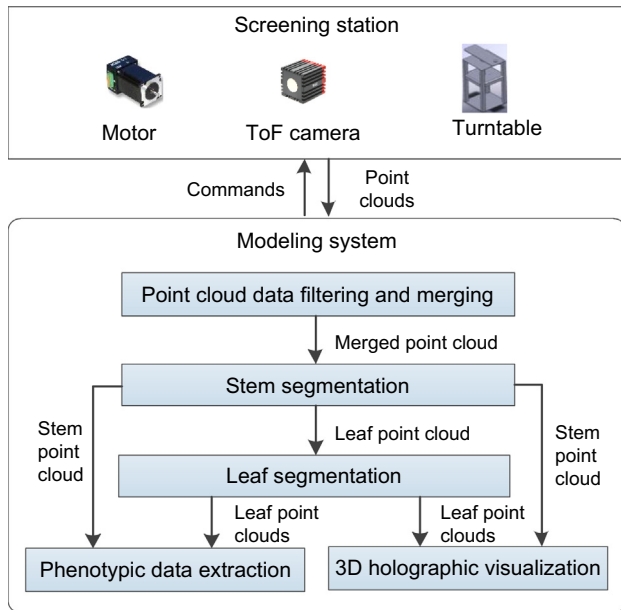 Screening station
Motor
ToF camera
Turntable
Commands
Point
clouds
Modeling system
Point cloud data filtering and merging
Merged point cloud
Stem segmentation
Stem
point
cloud
Leaf point cloud
Stem
point
cloud
Leaf segmentation
Leaf point
clouds
Leaf point
clouds
Phenotypic data extraction
3D holographic visualization